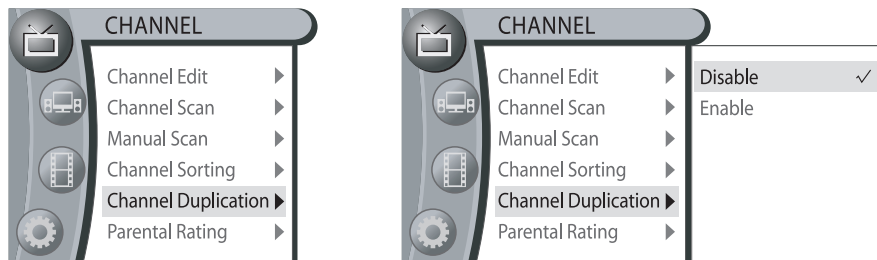 CHANNEL
Channel Edit
Channel Scan
Manual Scan
Channel Sorting
Channel Duplication
Parental Rating
CHANNEL
Channel Edit
Channel Scan
Manual Scan
Channel Sorting
Channel Duplication
Parental Rating
Disable
Enable